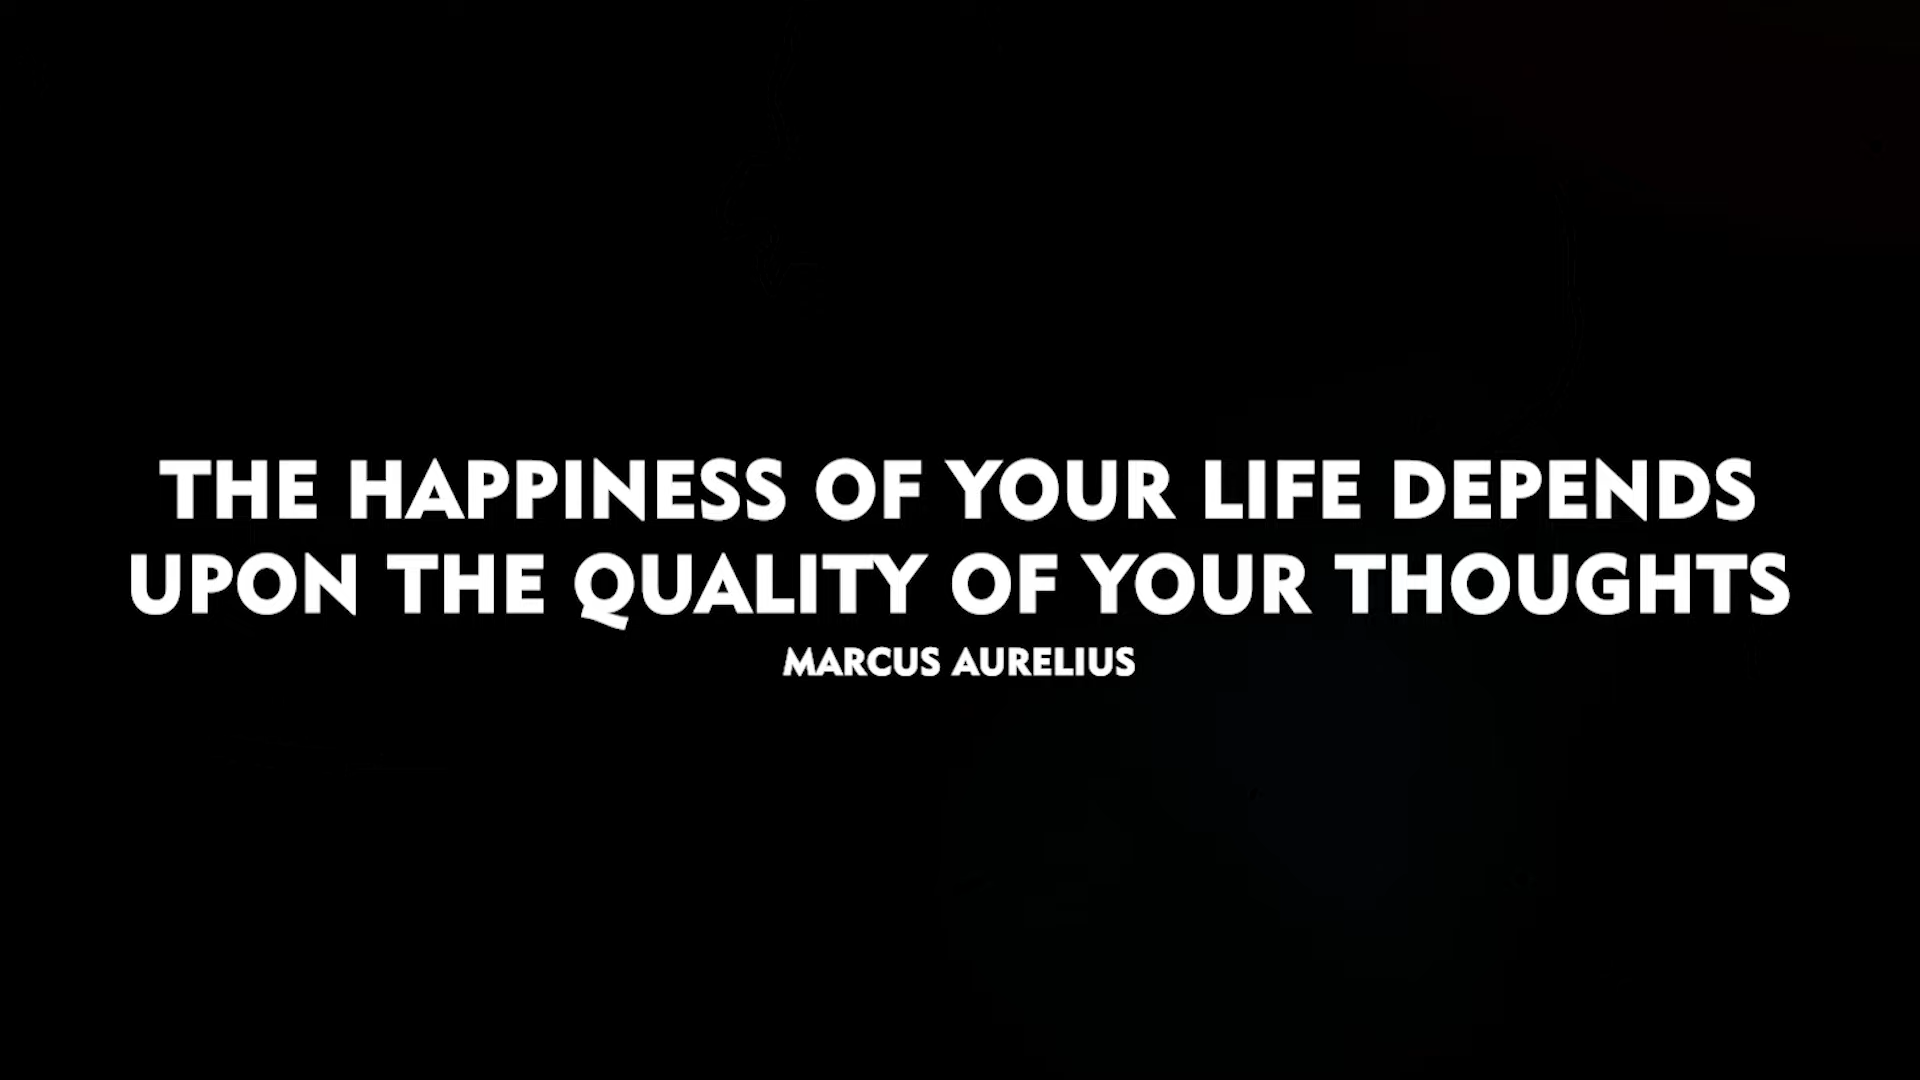 THE HAPPINESS OF YOUR LIFE DEPENDS
UPON THE QUALITY OF YOUR THOUGHTS
MARCUS AURELIUS